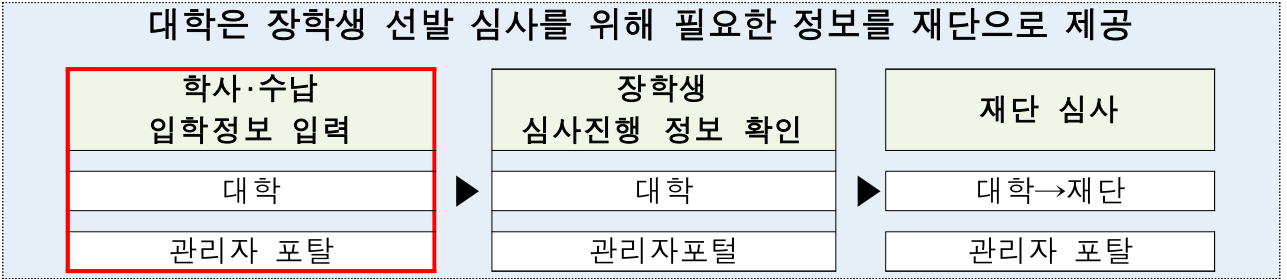 대학은 장학생 선발 심사를 위해 필요한 정보를 재단으로 제공
학사·수납
입학정보 입력
대학
관리자 포탈
장학생
심사진행 정보 확인
대학
관리자포털
재단 심사
대학→재단
관리자 포탈